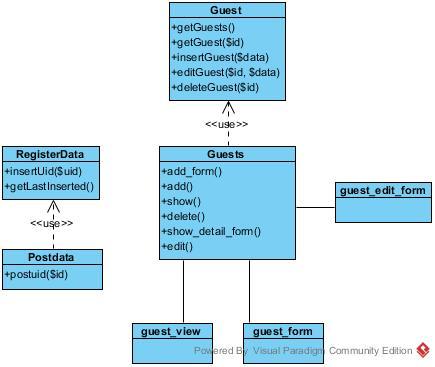 Guest
+getGuests()
+getGuest($id)
+insertGuest($data)
+editGuest($id, $data)
+deleteGuest($id)
<<use>>
RegisterData
+insertUid($uid)
+getLastInserted()
<<use>>
Postdata
+postuid($id)
Guests
+add_form()
+add()
+show()
+delete()
+show_detail_form()
+edit()
guest_edit_form
guest_view
guest_form
Powered By Visual Paradigm Community Edition